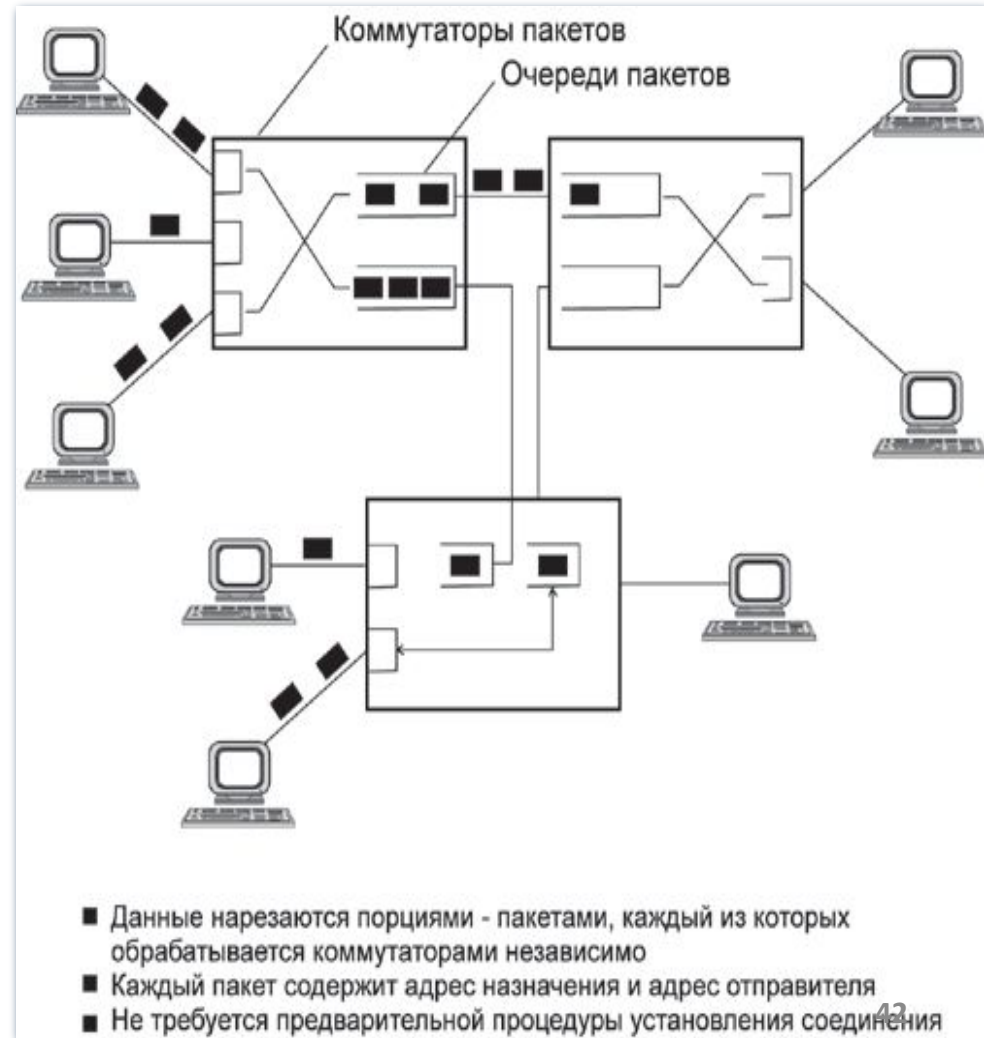 Коммутаторы пакетов
Очереди пакетов
■ Данные нарезаются порциями - пакетами, каждый из которых
обрабатывается коммутаторами независимо
■ Каждый пакет содержит адрес назначения и адрес отправителя
■ Не требуется предварительной процедуры установления соединения
42